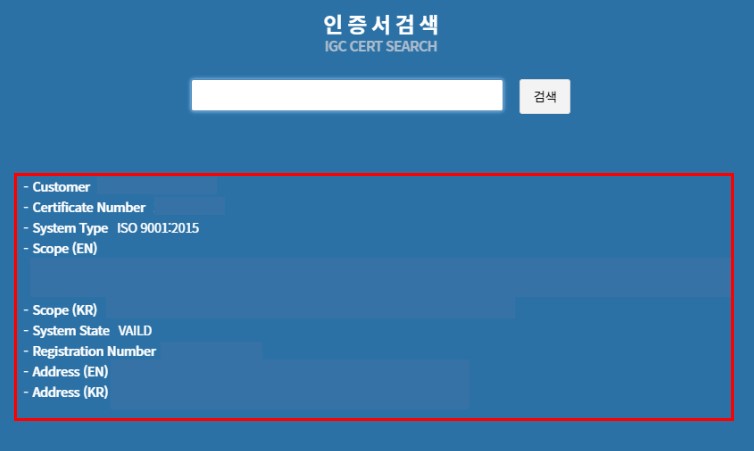 인증서검색
IGC CERT SEARCH
검색
- Customer
- Certificate Number
- System Type ISO 9001:2015
- Scope (EN)
- Scope (KR)
- System State VAILD
- Registration Number
- Address (EN)
- Address (KR)